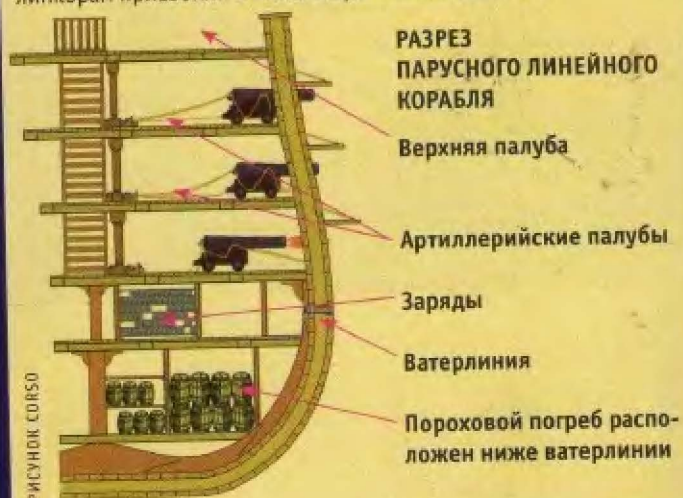 РАЗРЕЗ
ПАРУСНОГО ЛИНЕЙНОГО
КОРАБЛЯ
Верхняя палуба
Артиллерийские палубы
Заряды
Ватерлиния
Пороховой погреб распо-
ложен ниже ватерлинии
РИСУНОК CORSO